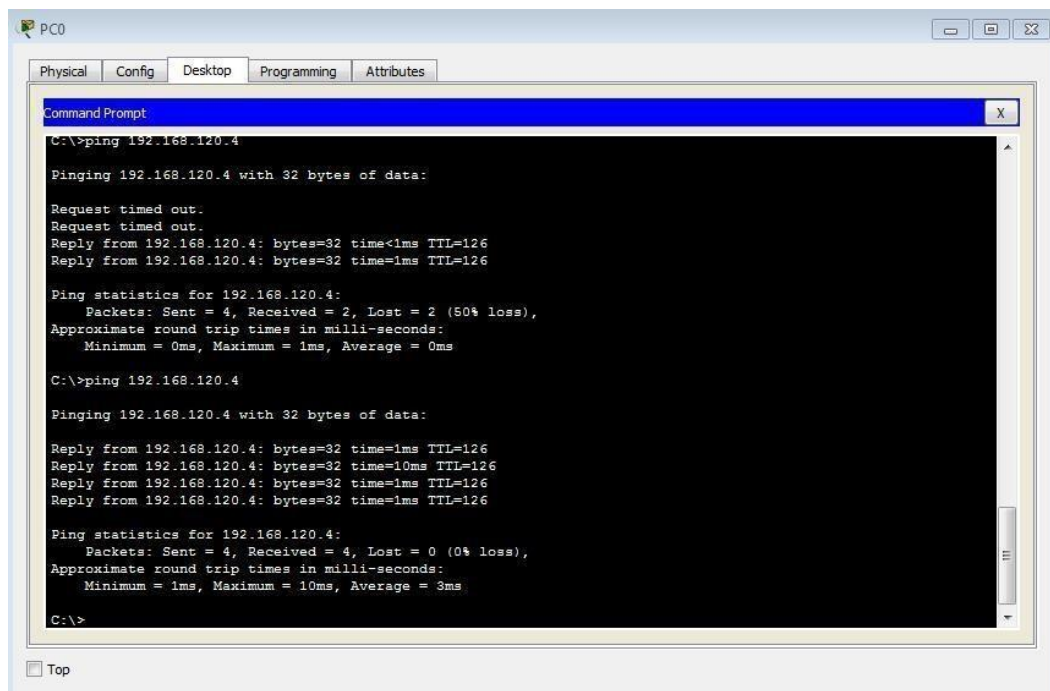 PC0
Physical Config Desktop Programming Attributes
Command Prompt
X
C:\>ping 192.168.120.4
Pinging 192.168.120.4 with 32 bytes of data:
Request timed out.
Request timed out.
Reply from 192.168.120.4: bytes=32 time<1ms TTL=126
Reply from 192.168.120.4: bytes=32 time=1ms TTL=126
Ping statistics for 192.168.120.4:
Packets: Sent = 4, Received = 2, Lost = 2 (50% loss),
Approximate round trip times in milli-seconds:
Minimum = 0ms, Maximum = 1ms, Average = 0ms
C:\>ping 192.168.120.4
Pinging 192.168.120.4 with 32 bytes of data:
Reply from 192.168.120.4: bytes=32 time=1ms TTL=126
Reply from 192.168.120.4: bytes=32 time=10ms TTL=126
Reply from 192.168.120.4: bytes=32 time=1ms TTL=126
Reply from 192.168.120.4: bytes=32 time=1ms TTL=126
Ping statistics for 192.168.120.4:
Packets: Sent = 4, Received = 4, Lost = 0 (0% loss),
Approximate round trip times in milli-seconds:
Minimum = 1ms, Maximum = 10ms, Average = 3ms
C:\>
Top